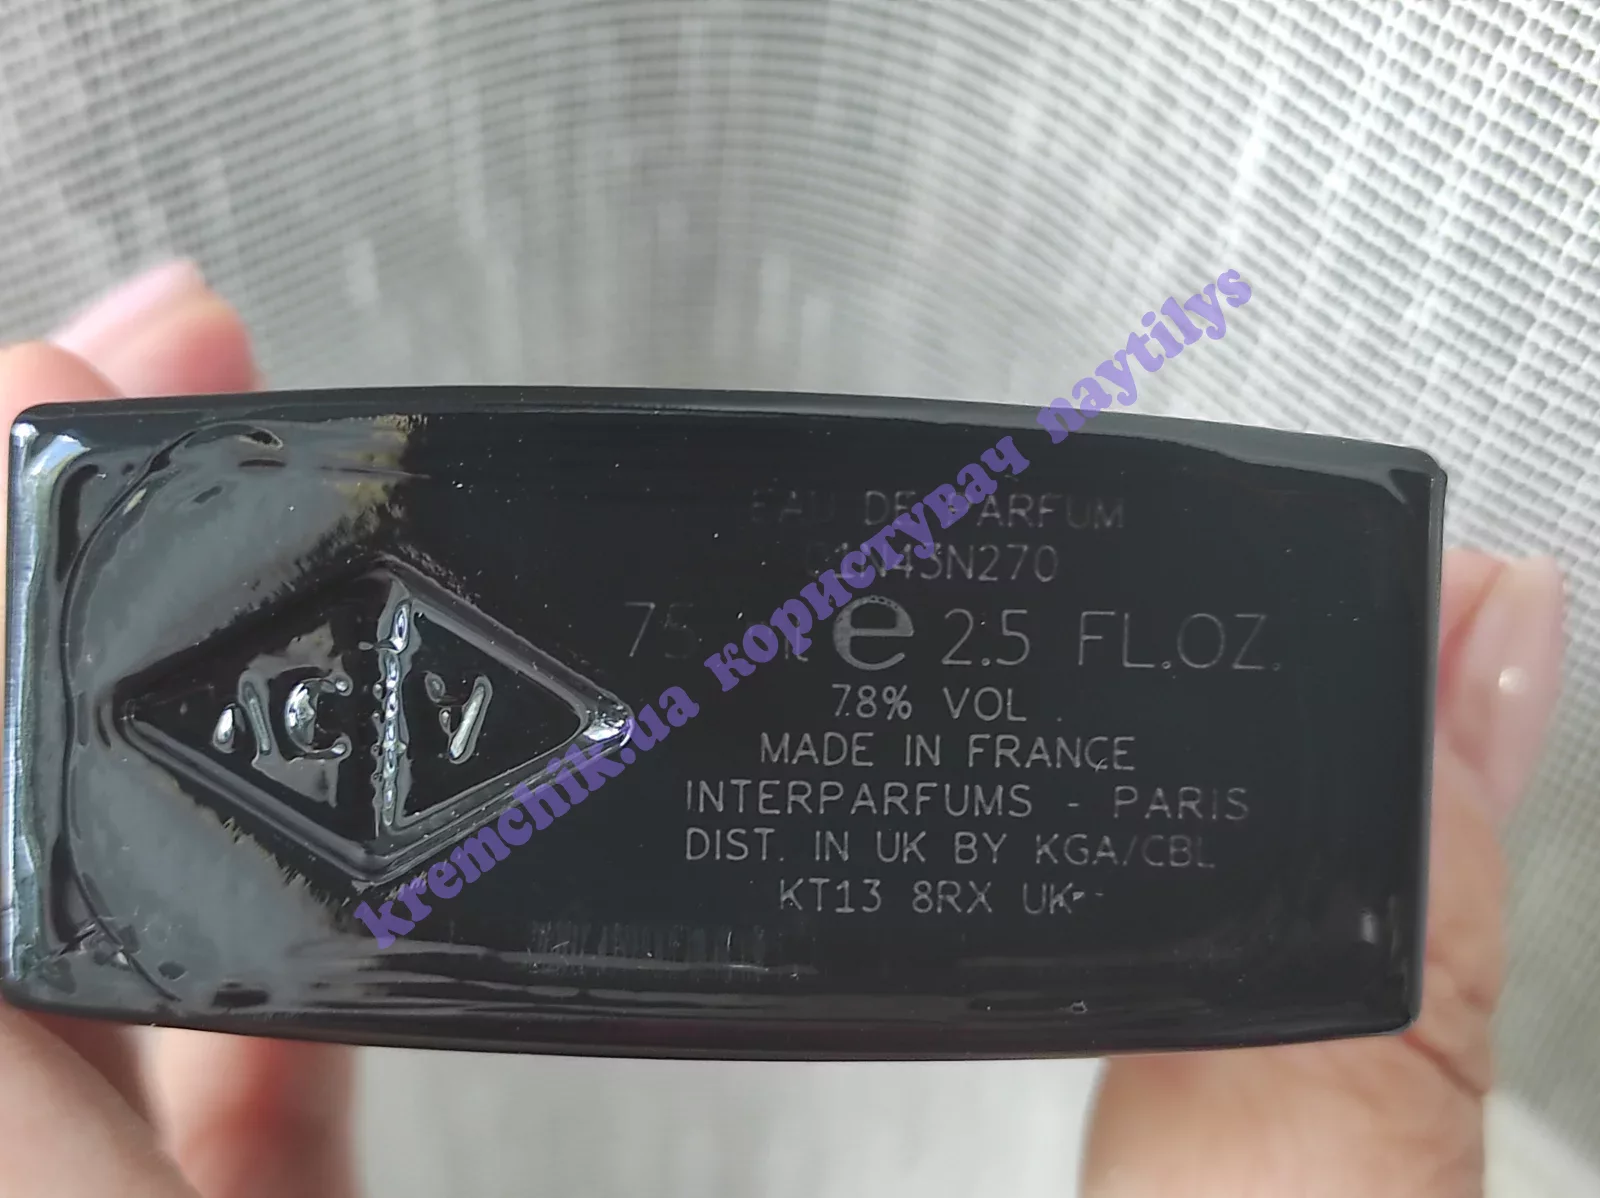 EAU DE PARFUM
75 e 2.5 FL.OZ.
78% VOL
MADE IN FRANCE
INTERPARFUMS - PARIS
DIST. IN UK BY KGA/CBL
KT13 8RX UK
kremchik.ua користувач naytilys